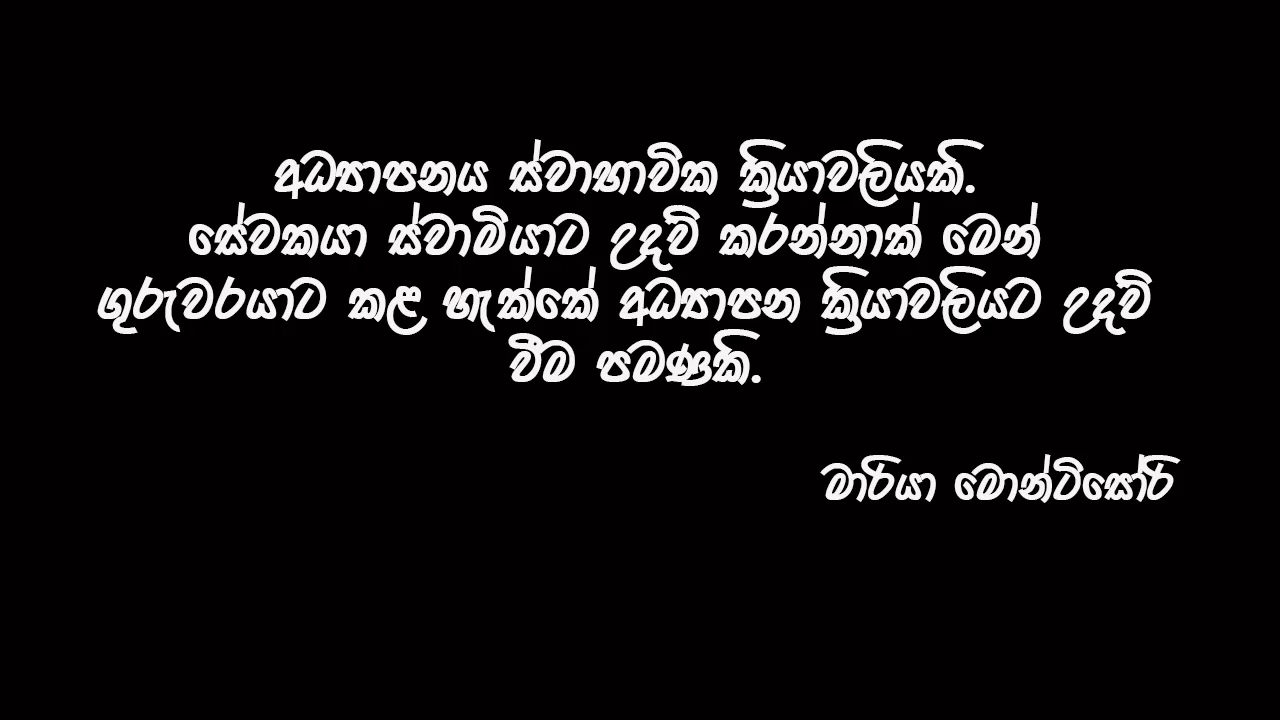 අධ්‍යාපනය ස්වාභාවික ක්‍රියාවලියකි.
සේවකයා ස්වාමියාට උදව් කරන්නාක් මෙන්
ගුරුවරයාට කළ හැක්කේ අධ්‍යාපන ක්‍රියාවලියට උදව්
වීම පමණකි.
මාරියා මොන්ටිසෝරි